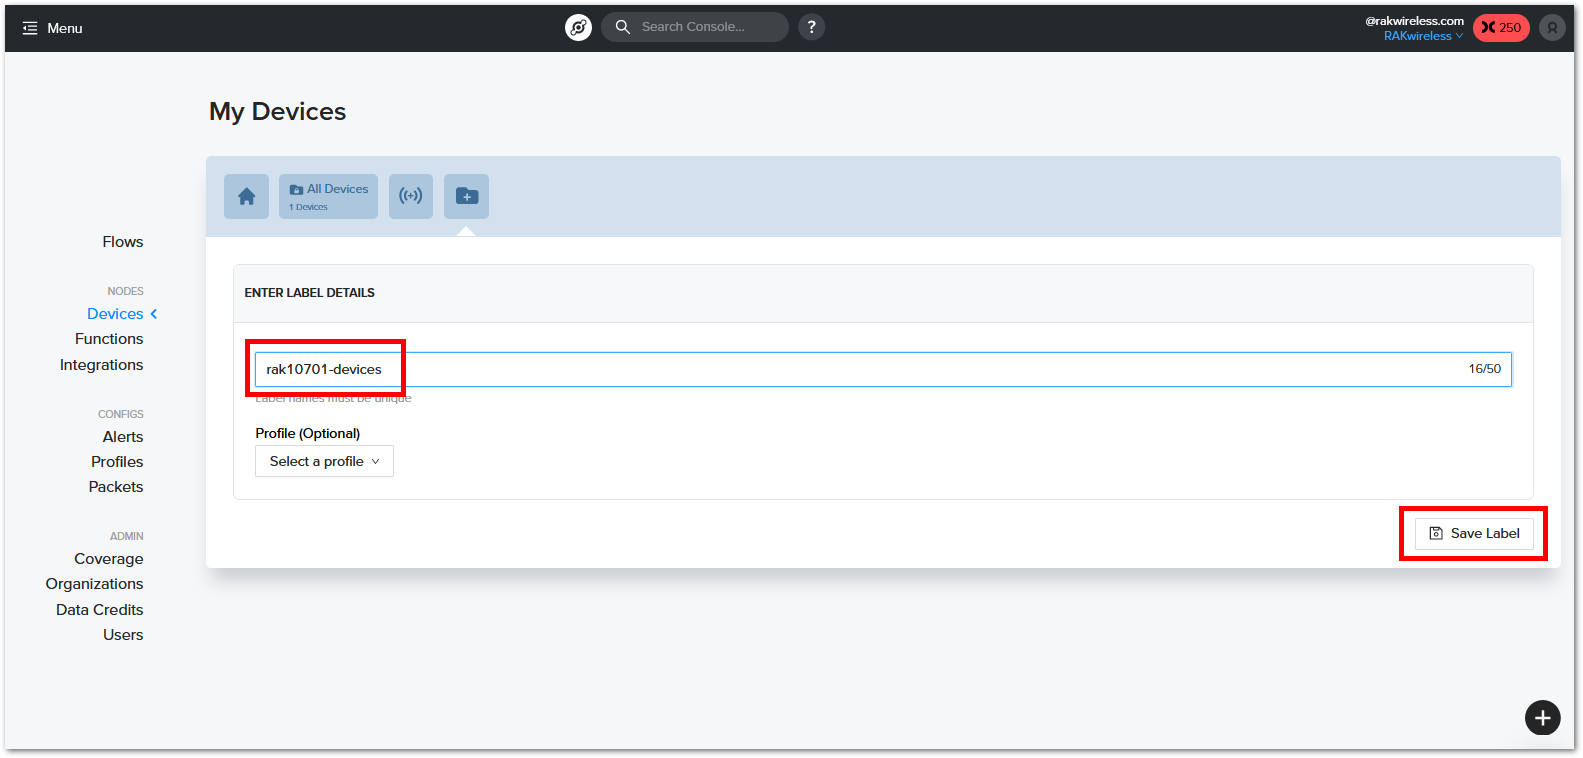 Menu
Search Console...
?
@rakwireless.com
RAKwireless
250
My Devices
All Devices
1 Devices
Flows
NODES
Devices
Functions
Integrations
CONFIGS
Alerts
Profiles
Packets
ADMIN
Coverage
Organizations
Data Credits
Users
ENTER LABEL DETAILS
rak10701-devices
16/50
Label names must be unique
Profile (Optional)
Select a profile
Save Label